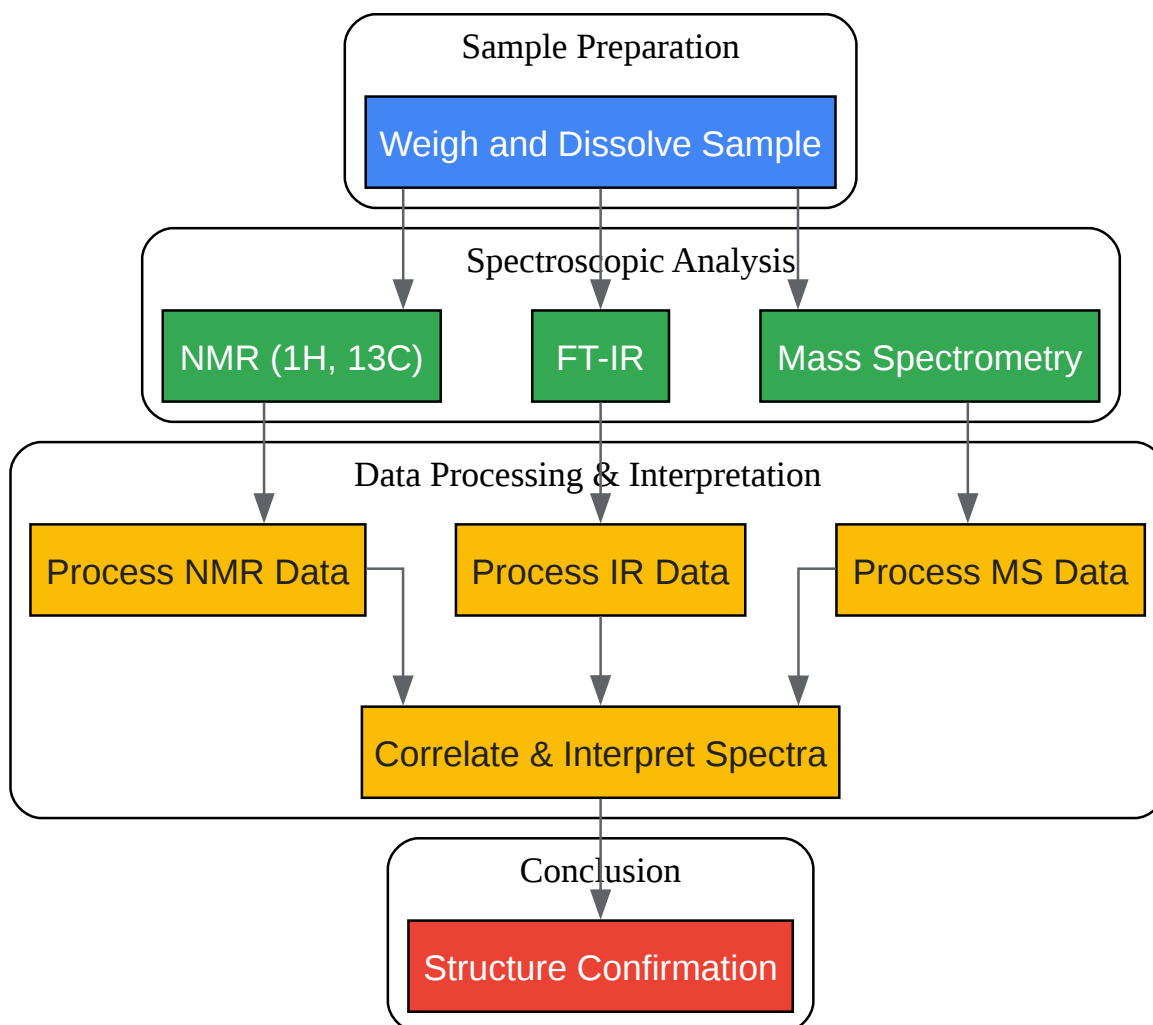 Sample Preparation
Weigh and Dissolve Sample
Spectroscopic Analysis
NMR (1H, 13C)
FT-IR
Mass Spectrometry
Data Processing & Interpretation
Process NMR Data
Process IR Data
Process MS Data
Correlate & Interpret Spectra
Conclusion
Structure Confirmation